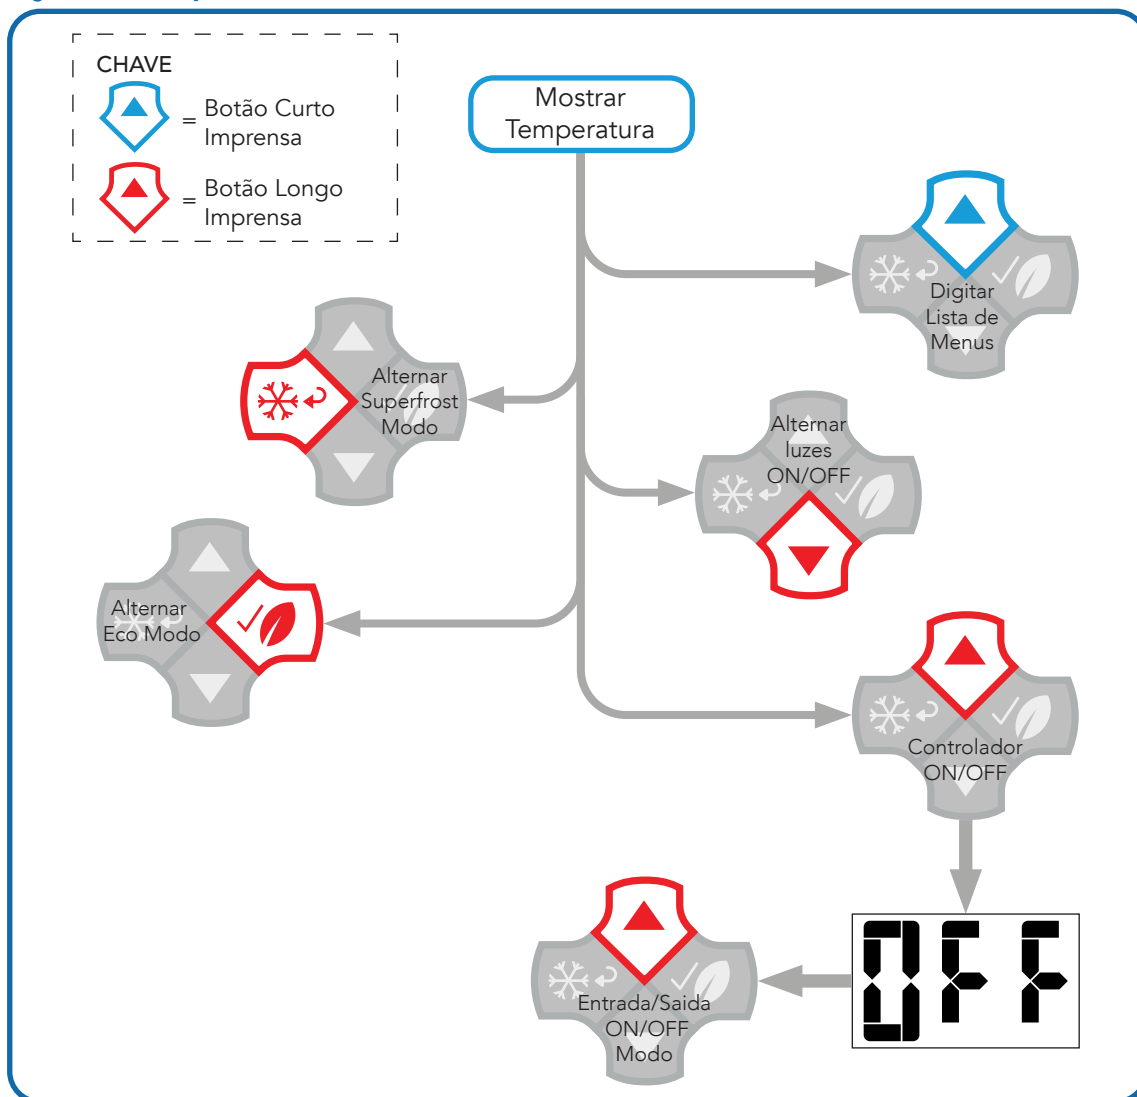 CHAVE
= Botão Curto
Imprensa
= Botão Longo
Imprensa
Mostrar
Temperatura
Digitar
Lista de
Menus
Alternar
Superfrost
Modo
Alternar
luzes
ON/OFF
Alternar
Eco Modo
Controlador
ON/OFF
OFF
Entrada/Saida
ON/OFF
Modo